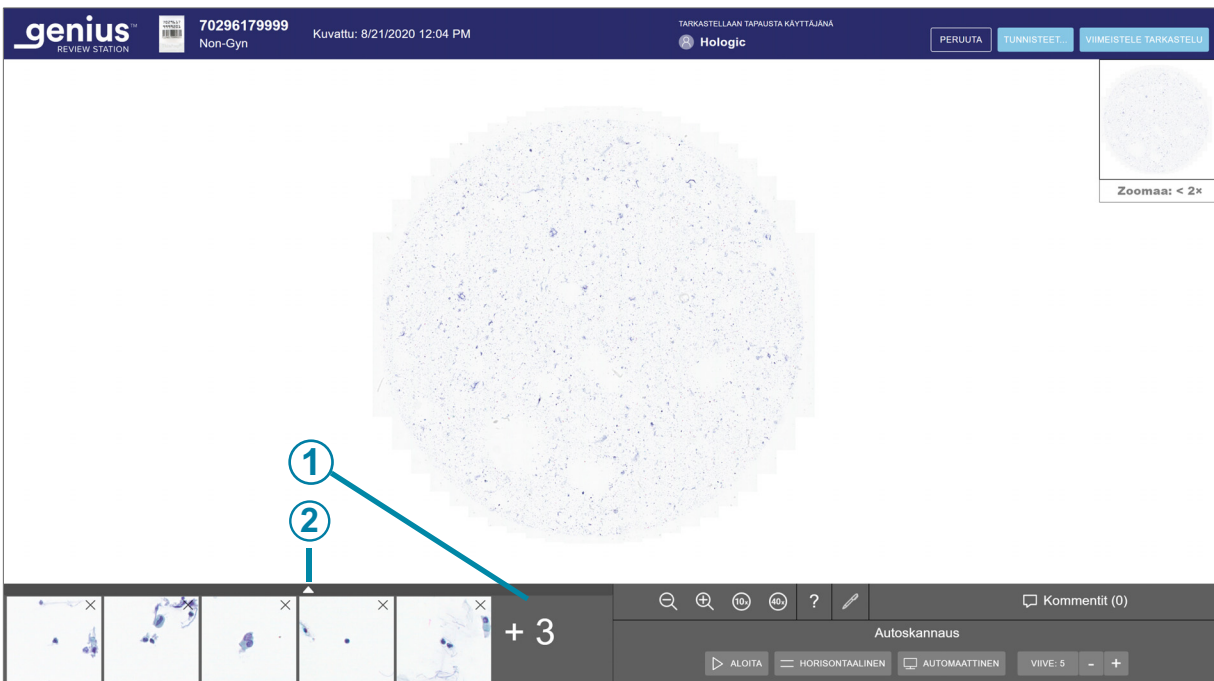 genius™
REVIEW STATION
70296179999
Non-Gyn
Kuvattu: 8/21/2020 12:04 PM
TARKASTELLAAN TAPAUSTA KÄYTTÄJÄNÄ
Hologic
PERUUTA
TUNNISTEET...
VIIMEISTELE TARKASTELU
Zoomaa: < 2×
1
2
+ 3
10x
40x
?
Kommentit (0)
Autoskannaus
ALOITA
HORISONTAALINEN
AUTOMAATTINEN
VIIVE: 5
-
+